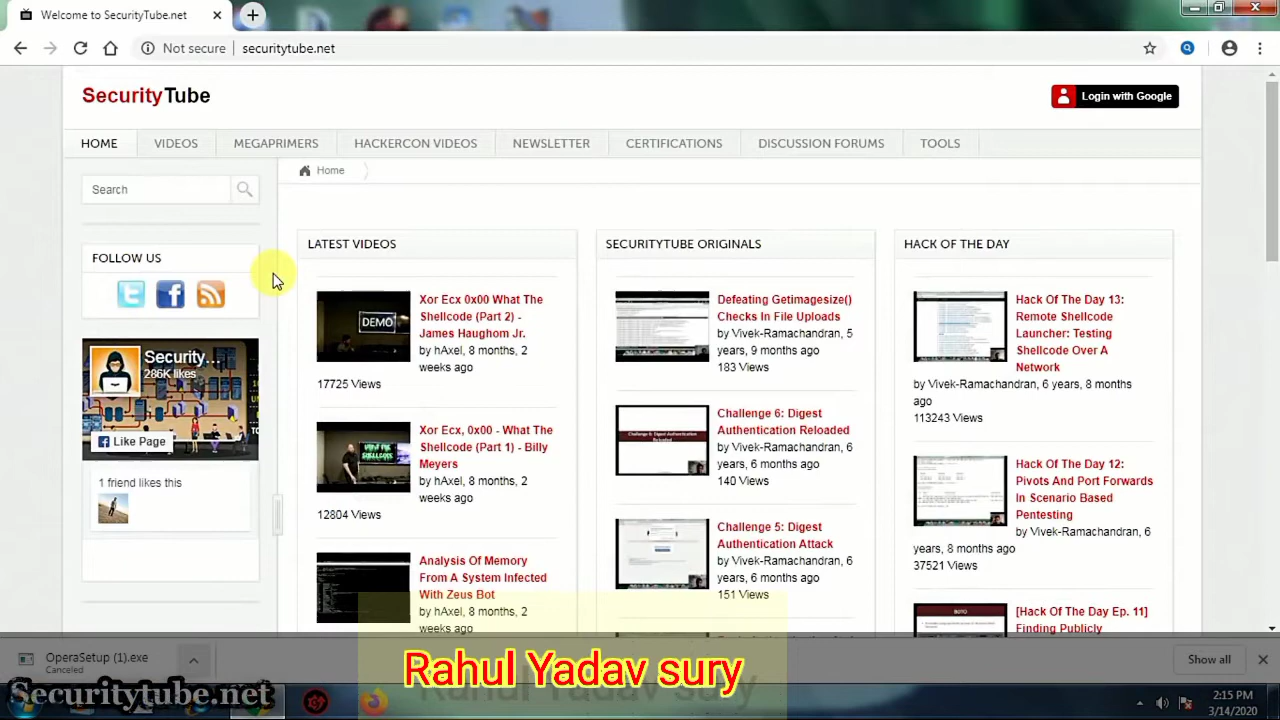 Welcome to SecurityTube.net
Not secure
securitytube.net
SecurityTube
Login with Google
HOME
VIDEOS
MEGAPRIMERS
HACKERCON VIDEOS
NEWSLETTER
CERTIFICATIONS
DISCUSSION FORUMS
TOOLS
Search
Home
FOLLOW US
Security...
286K likes
Like Page
1 friend likes this
LATEST VIDEOS
DEMO
Xor Ecx 0x00 What The
Shellcode (Part 2) -
James Haughom Jr.
by hAxel, 8 months, 2
weeks ago
17725 Views
Xor Ecx, 0x00 - What The
Shellcode (Part 1) - Billy
Meyers
by hAxel, 8 months, 2
weeks ago
12804 Views
Analysis Of Memory
From A System Infected
With Zeus Bot
by hAxel, 8 months, 2
weeks ago
SECURITYTUBE ORIGINALS
Defeating Getimagesize()
Checks In File Uploads
by Vivek-Ramachandran, 5
years, 9 months ago
183 Views
Challenge 6: Digest
Authentication Reloaded
by Vivek-Ramachandran, 6
years, 6 months ago
140 Views
Challenge 5: Digest
Authentication Attack
by Vivek-Ramachandran, 6
years, 6 months ago
151 Views
HACK OF THE DAY
Hack Of The Day 13:
Remote Shellcode
Launcher: Testing
Shellcode Over A
Network
by Vivek-Ramachandran, 6 years, 8 months
ago
113243 Views
Hack Of The Day 12:
Pivots And Port Forwards
In Scenario Based
Pentesting
by Vivek-Ramachandran, 6
years, 8 months ago
37521 Views
[Hack Of The Day Ep. 11]
Finding Publicly
OperaSetup (1).exe
Canceled
Show all
Rahul Yadav sury
Securitytube.net
2:15 PM
3/14/2020